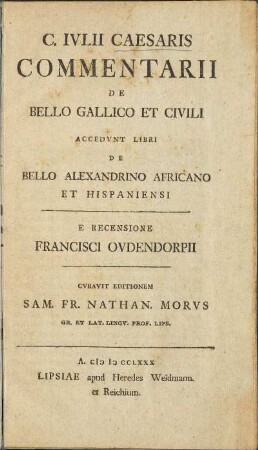 C. IVLII CAESARIS
COMMENTARII
DE
BELLO GALLICO ET CIVILI
ACCEDVNT LIBRI
DE
BELLO ALEXANDRINO AFRICANO
ET HISPANIENSI
E RECENSIONE
FRANCISCI OVDENDORPII
CVRAVIT EDITIONEM
SAM. FR. NATHAN. MORVS
GR. ET LAT. LINGV. PROF. LIPS.
A. CIƆ IƆ CCLXXX
LIPSIAE apud Heredes Weidmann.
et Reichium.